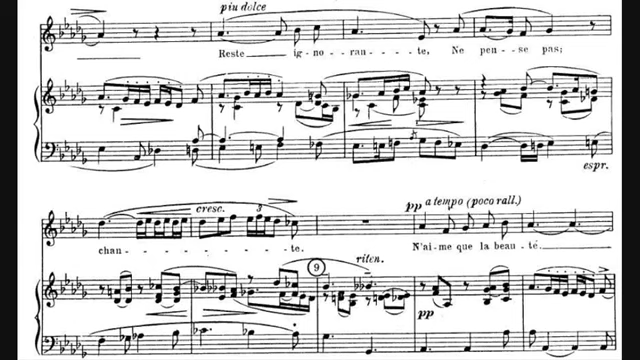 più dolce
Reste ig-no-ran-te, Ne pen-se pas;
espr.
cresc. 3 pp a tempo (poco rall.)
chan-te. N'ai-me que la beau-té
9 riten.
pp